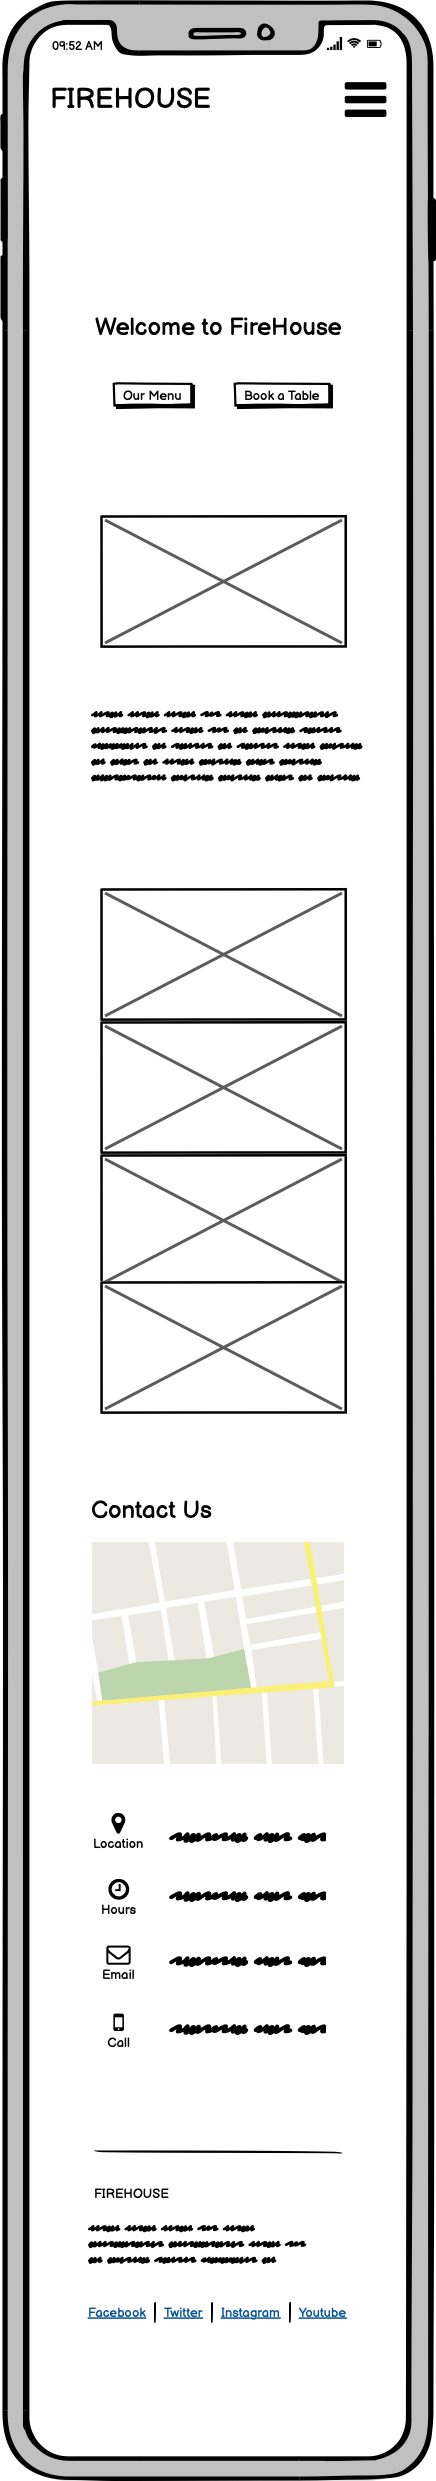 09:52 AM
FIREHOUSE
Welcome to FireHouse
Our Menu Book a Table
Contact Us
Location
Hours
Email
Call
FIREHOUSE
Facebook Twitter Instagram Youtube